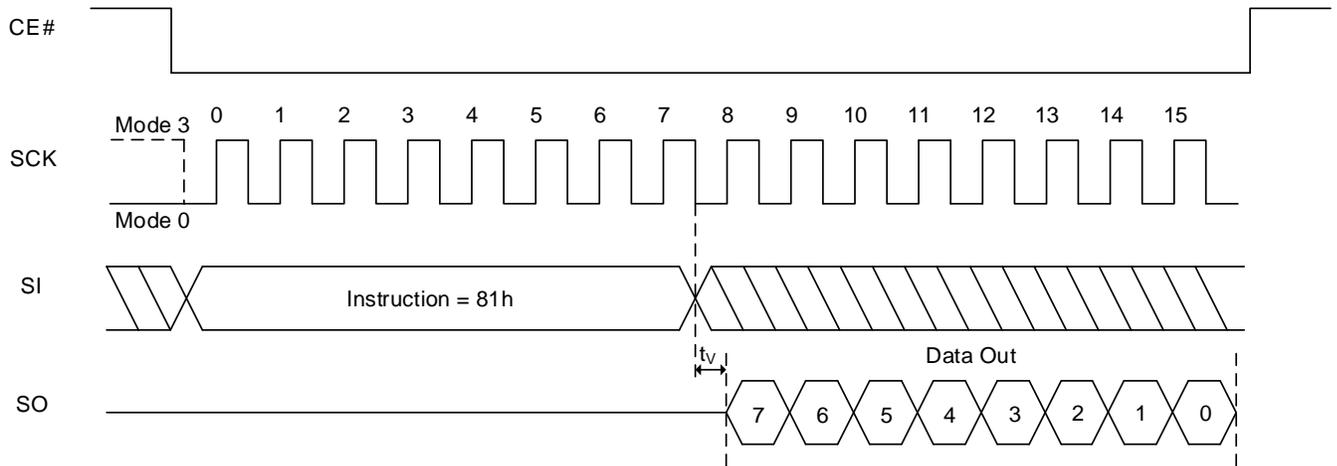 CE#
0 1 2 3 4 5 6 7 8 9 10 11 12 13 14 15
Mode 3
SCK
Mode 0
SI
Instruction = 81h
tV
Data Out
SO
7 6 5 4 3 2 1 0